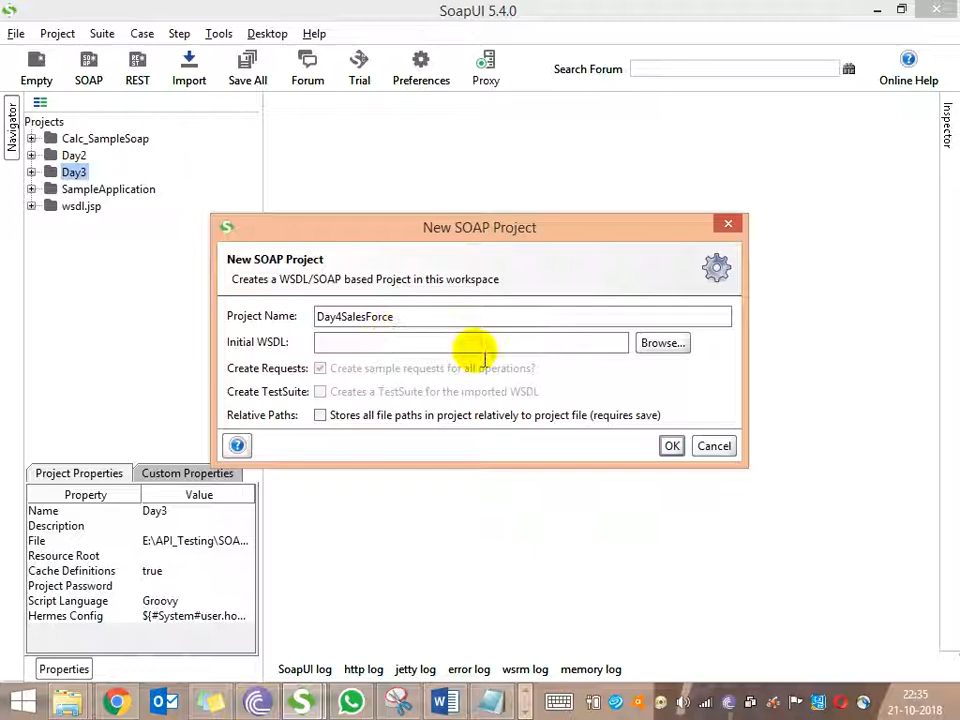 SoapUI 5.4.0
File Project Suite Case Step Tools Desktop Help
Empty SOAP REST Import Save All Forum Trial Preferences Proxy Search Forum Online Help
Navigator
Inspector
Projects
Calc_SampleSoap
Day2
Day3
SampleApplication
wsdl.jsp
New SOAP Project
New SOAP Project
Creates a WSDL/SOAP based Project in this workspace
Project Name: Day4SalesForce
Initial WSDL: Browse...
Create Requests: Create sample requests for all operations?
Create TestSuite: Creates a TestSuite for the imported WSDL
Relative Paths: Stores all file paths in project relatively to project file (requires save)
OK Cancel
Project Properties Custom Properties
Property Value
Name Day3
Description
File E:\API_Testing\SOA...
Resource Root
Cache Definitions true
Project Password
Script Language Groovy
Hermes Config ${#System#user.ho...
Properties
SoapUI log http log jetty log error log wsrm log memory log
22:35
21-10-2018